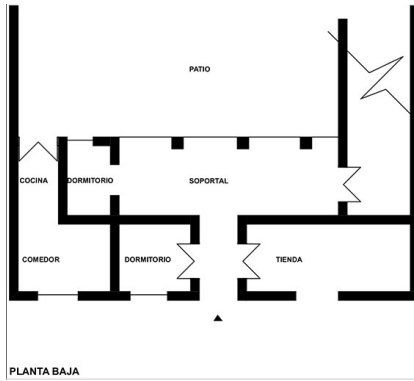 PATIO
COCINA
DORMITORIO
SOPORTAL
COMEDOR
DORMITORIO
TIENDA
PLANTA BAJA